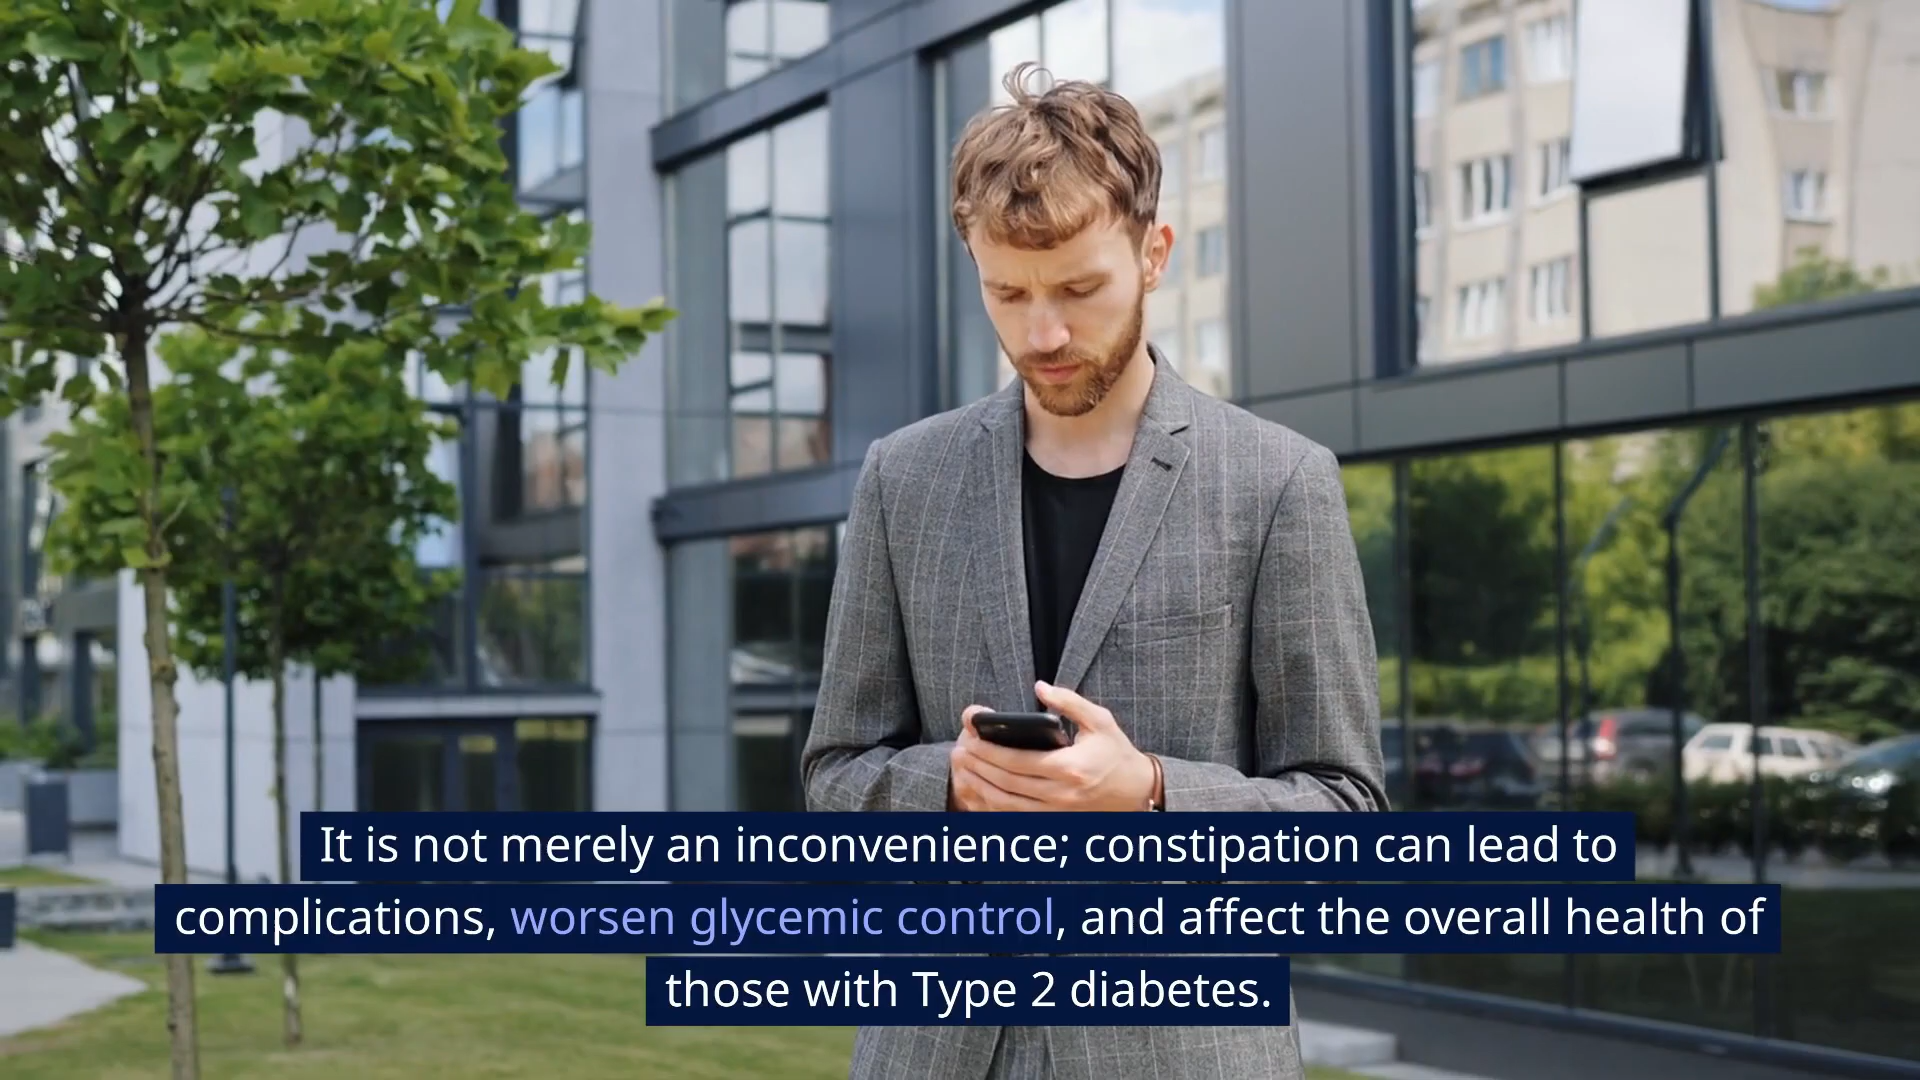 It is not merely an inconvenience; constipation can lead to
complications, worsen glycemic control, and affect the overall health of
those with Type 2 diabetes.